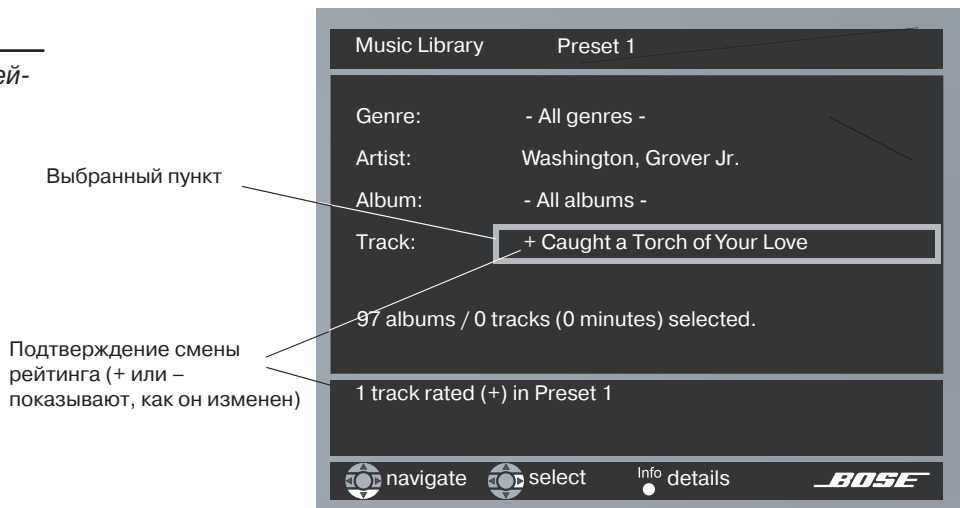 ей-
Выбранный пункт
Подтверждение смены
рейтинга (+ или –
показывают, как он изменен)
Music Library Preset 1
Genre: - All genres -
Artist: Washington, Grover Jr.
Album: - All albums -
Track: + Caught a Torch of Your Love
97 albums / 0 tracks (0 minutes) selected.
1 track rated (+) in Preset 1
navigate select Info details BOSE